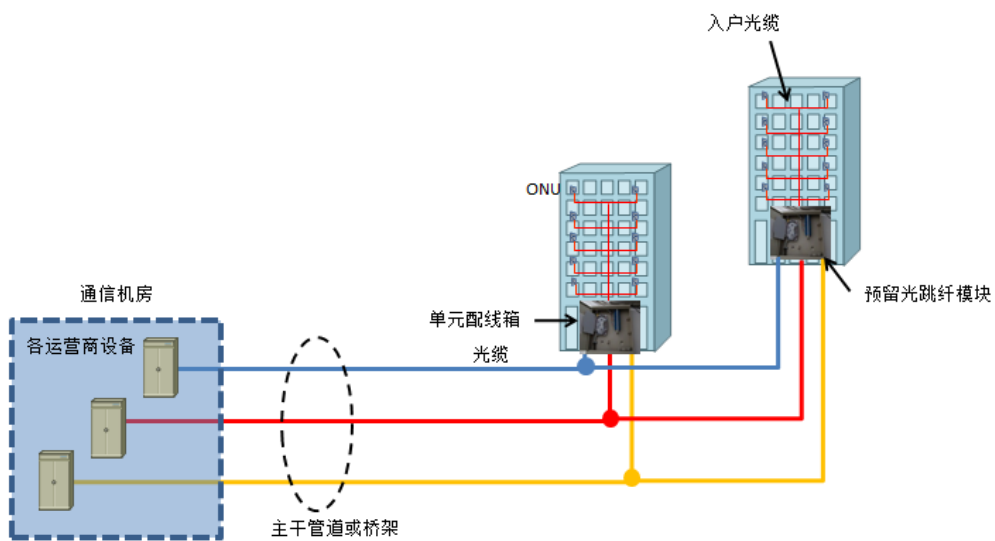 入户光缆
ONU
预留光跳纤模块
通信机房
单元配线箱
各运营商设备
光缆
主干管道或桥架